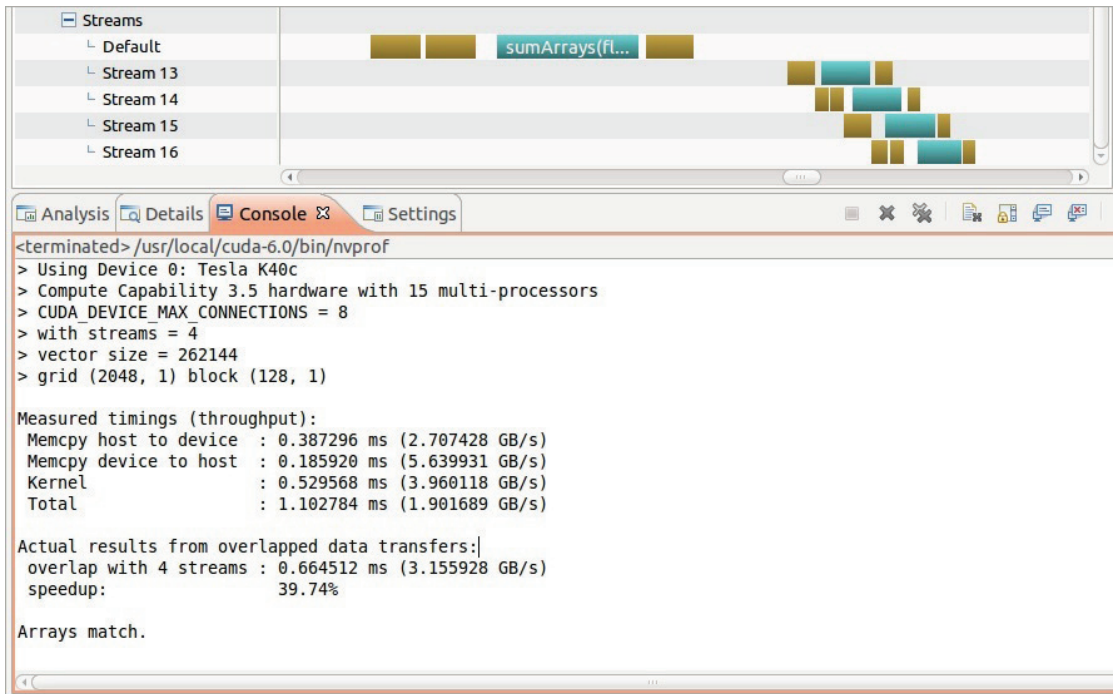 Streams
Default
sumArrays(fl...
Stream 13
Stream 14
Stream 15
Stream 16
Analysis Details Console Settings
<terminated> /usr/local/cuda-6.0/bin/nvprof
> Using Device 0: Tesla K40c
> Compute Capability 3.5 hardware with 15 multi-processors
> CUDA_DEVICE_MAX_CONNECTIONS = 8
> with streams = 4
> vector size = 262144
> grid (2048, 1) block (128, 1)
Measured timings (throughput):
Memcpy host to device : 0.387296 ms (2.707428 GB/s)
Memcpy device to host : 0.185920 ms (5.639931 GB/s)
Kernel : 0.529568 ms (3.960118 GB/s)
Total : 1.102784 ms (1.901689 GB/s)
Actual results from overlapped data transfers:
overlap with 4 streams : 0.664512 ms (3.155928 GB/s)
speedup: 39.74%
Arrays match.